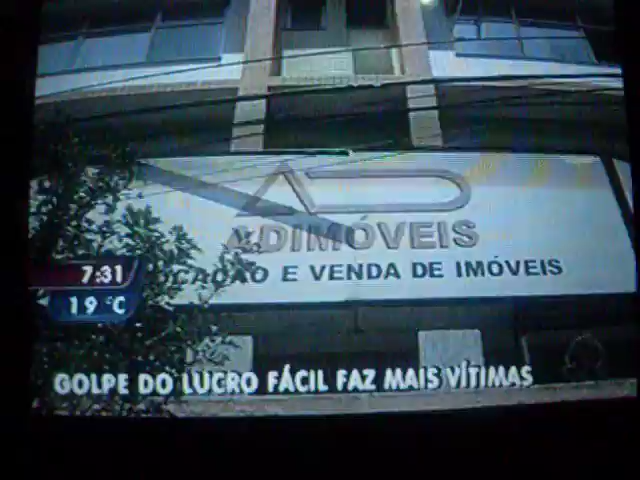 ADIMÓVEIS
E VENDA DE IMÓVEIS
7:31
19 °C
GOLPE DO LUCRO FÁCIL FAZ MAIS VÍTIMAS